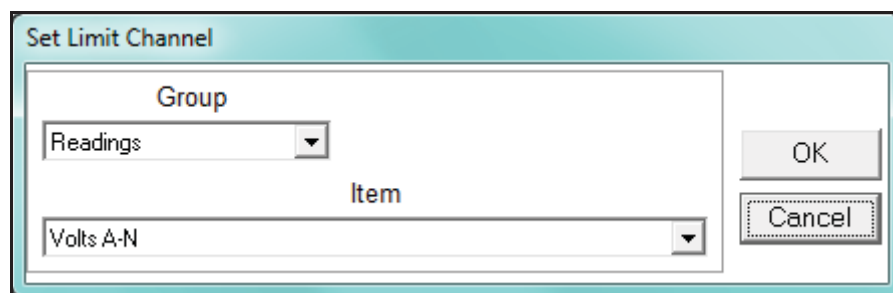 Set Limit Channel
Group
Readings
Item
Volts A-N
OK
Cancel